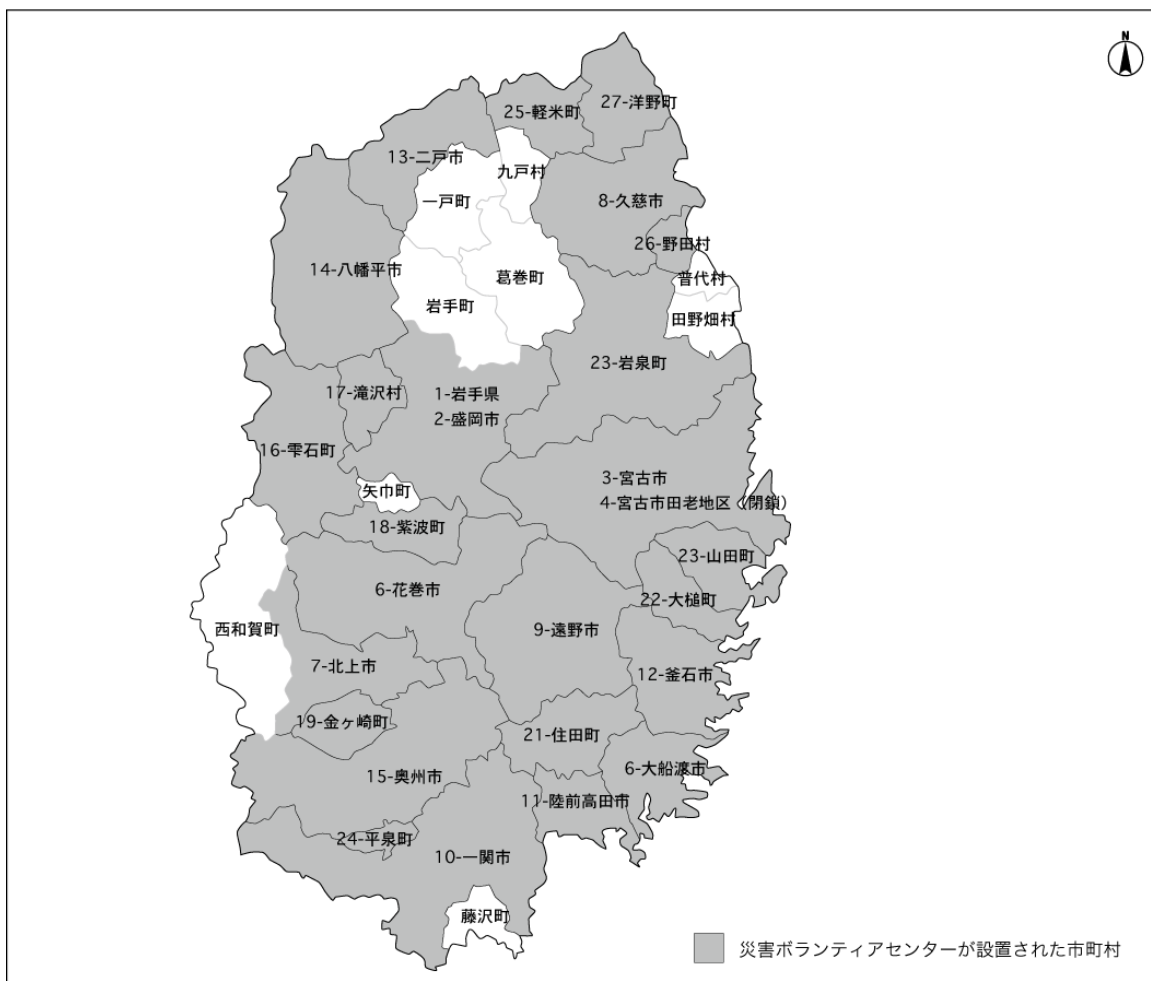 N
27-洋野町
25-軽米町
13-二戸市
九戸村
一戸町
8-久慈市
26-野田村
14-八幡平市
葛巻町
普代村
岩手町
田野畑村
23-岩泉町
17-滝沢村
1-岩手県
2-盛岡市
16-雫石町
3-宮古市
矢巾町
4-宮古市田老地区（閉鎖）
18-紫波町
23-山田町
6-花巻市
22-大槌町
西和賀町
9-遠野市
7-北上市
12-釜石市
19-金ヶ崎町
21-住田町
15-奥州市
6-大船渡市
11-陸前高田市
24-平泉町
10-一関市
藤沢町
災害ボランティアセンターが設置された市町村